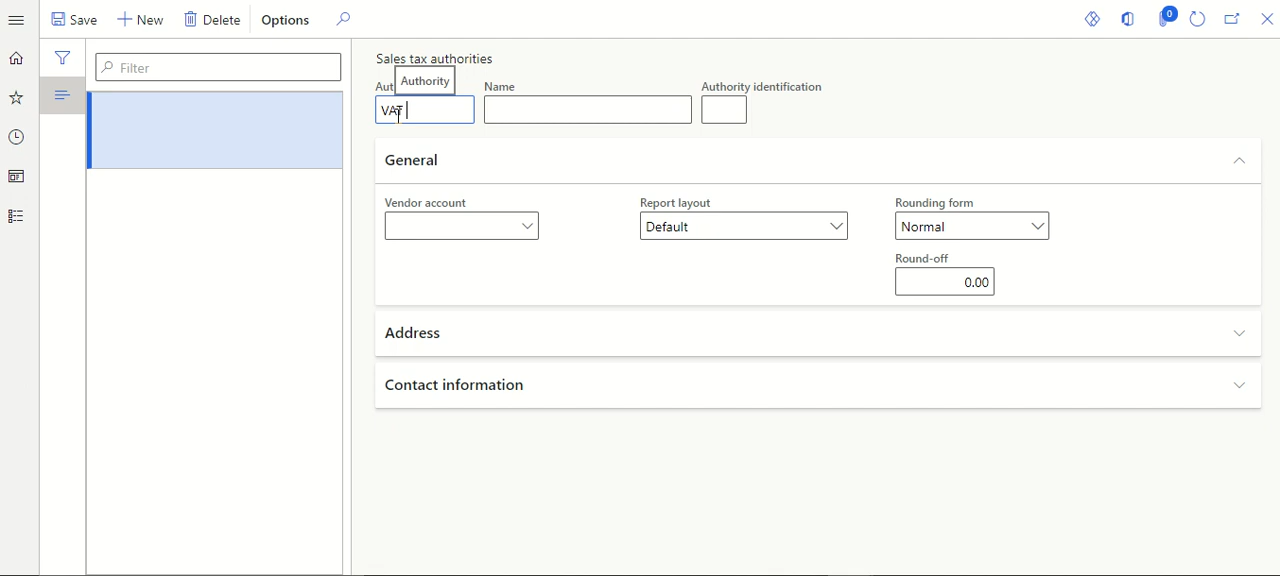 Save New Delete Options
0
Filter
Sales tax authorities
Aut Authority Name Authority identification
VAT
General
Vendor account Report layout Rounding form
Default Normal
Round-off
0.00
Address
Contact information